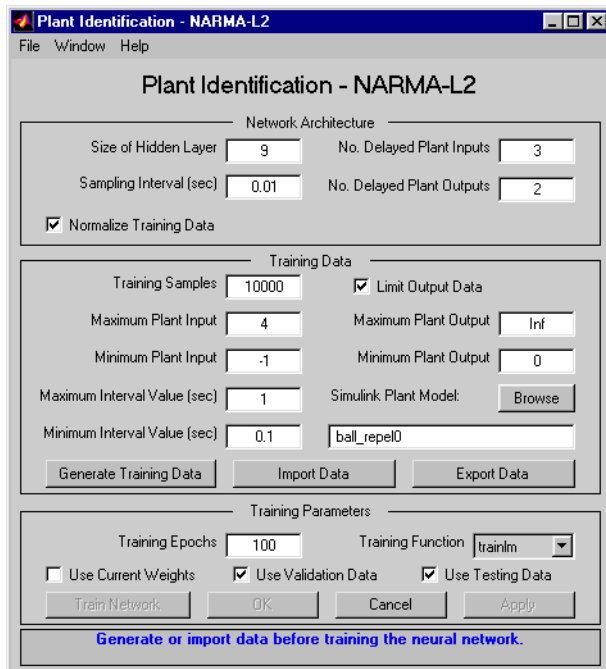 Plant Identification - NARMA-L2
File Window Help
Plant Identification - NARMA-L2
Network Architecture
Size of Hidden Layer 9 No. Delayed Plant Inputs 3
Sampling Interval (sec) 0.01 No. Delayed Plant Outputs 2
Normalize Training Data
Training Data
Training Samples 10000 Limit Output Data
Maximum Plant Input 4 Maximum Plant Output Inf
Minimum Plant Input -1 Minimum Plant Output 0
Maximum Interval Value (sec) 1 Simulink Plant Model: Browse
Minimum Interval Value (sec) 0.1 ball_repel0
Generate Training Data Import Data Export Data
Training Parameters
Training Epochs 100 Training Function trainlm
Use Current Weights Use Validation Data Use Testing Data
Train Network OK Cancel Apply
Generate or import data before training the neural network.